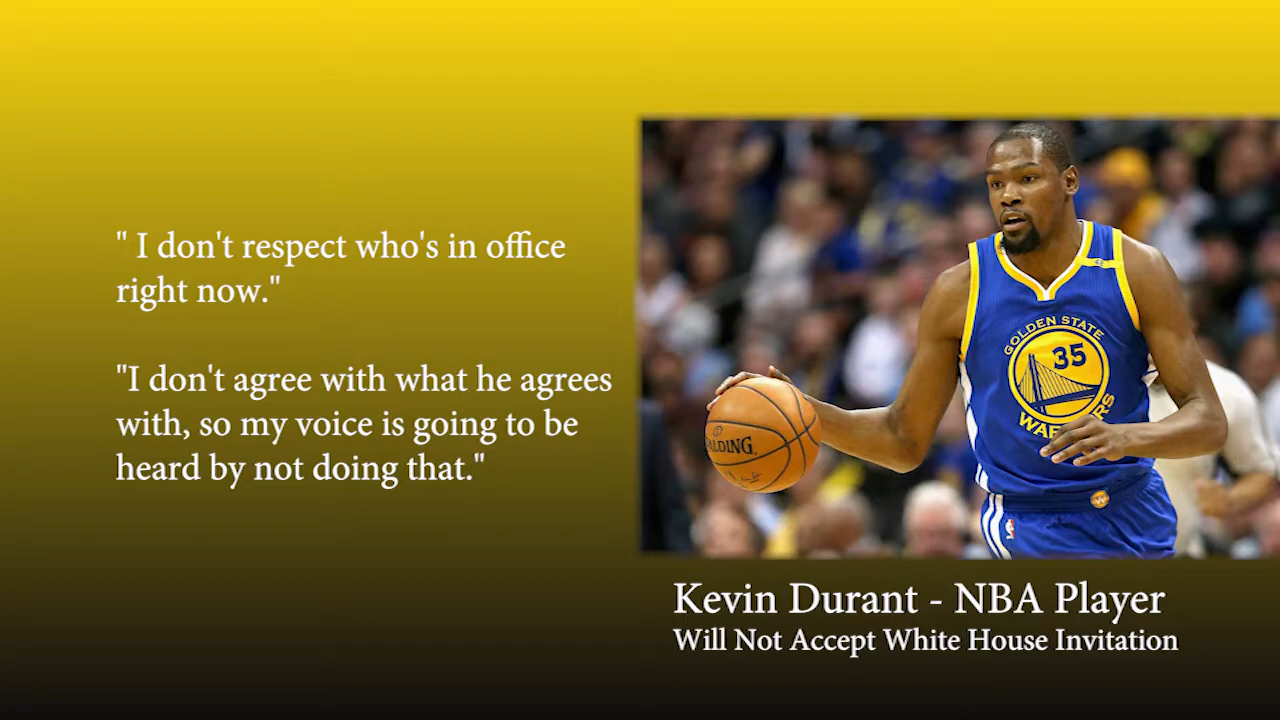 " I don't respect who's in office
right now."
"I don't agree with what he agrees
with, so my voice is going to be
heard by not doing that."
GOLDEN STATE
35
WARRIORS
SPALDING
Kevin Durant - NBA Player
Will Not Accept White House Invitation